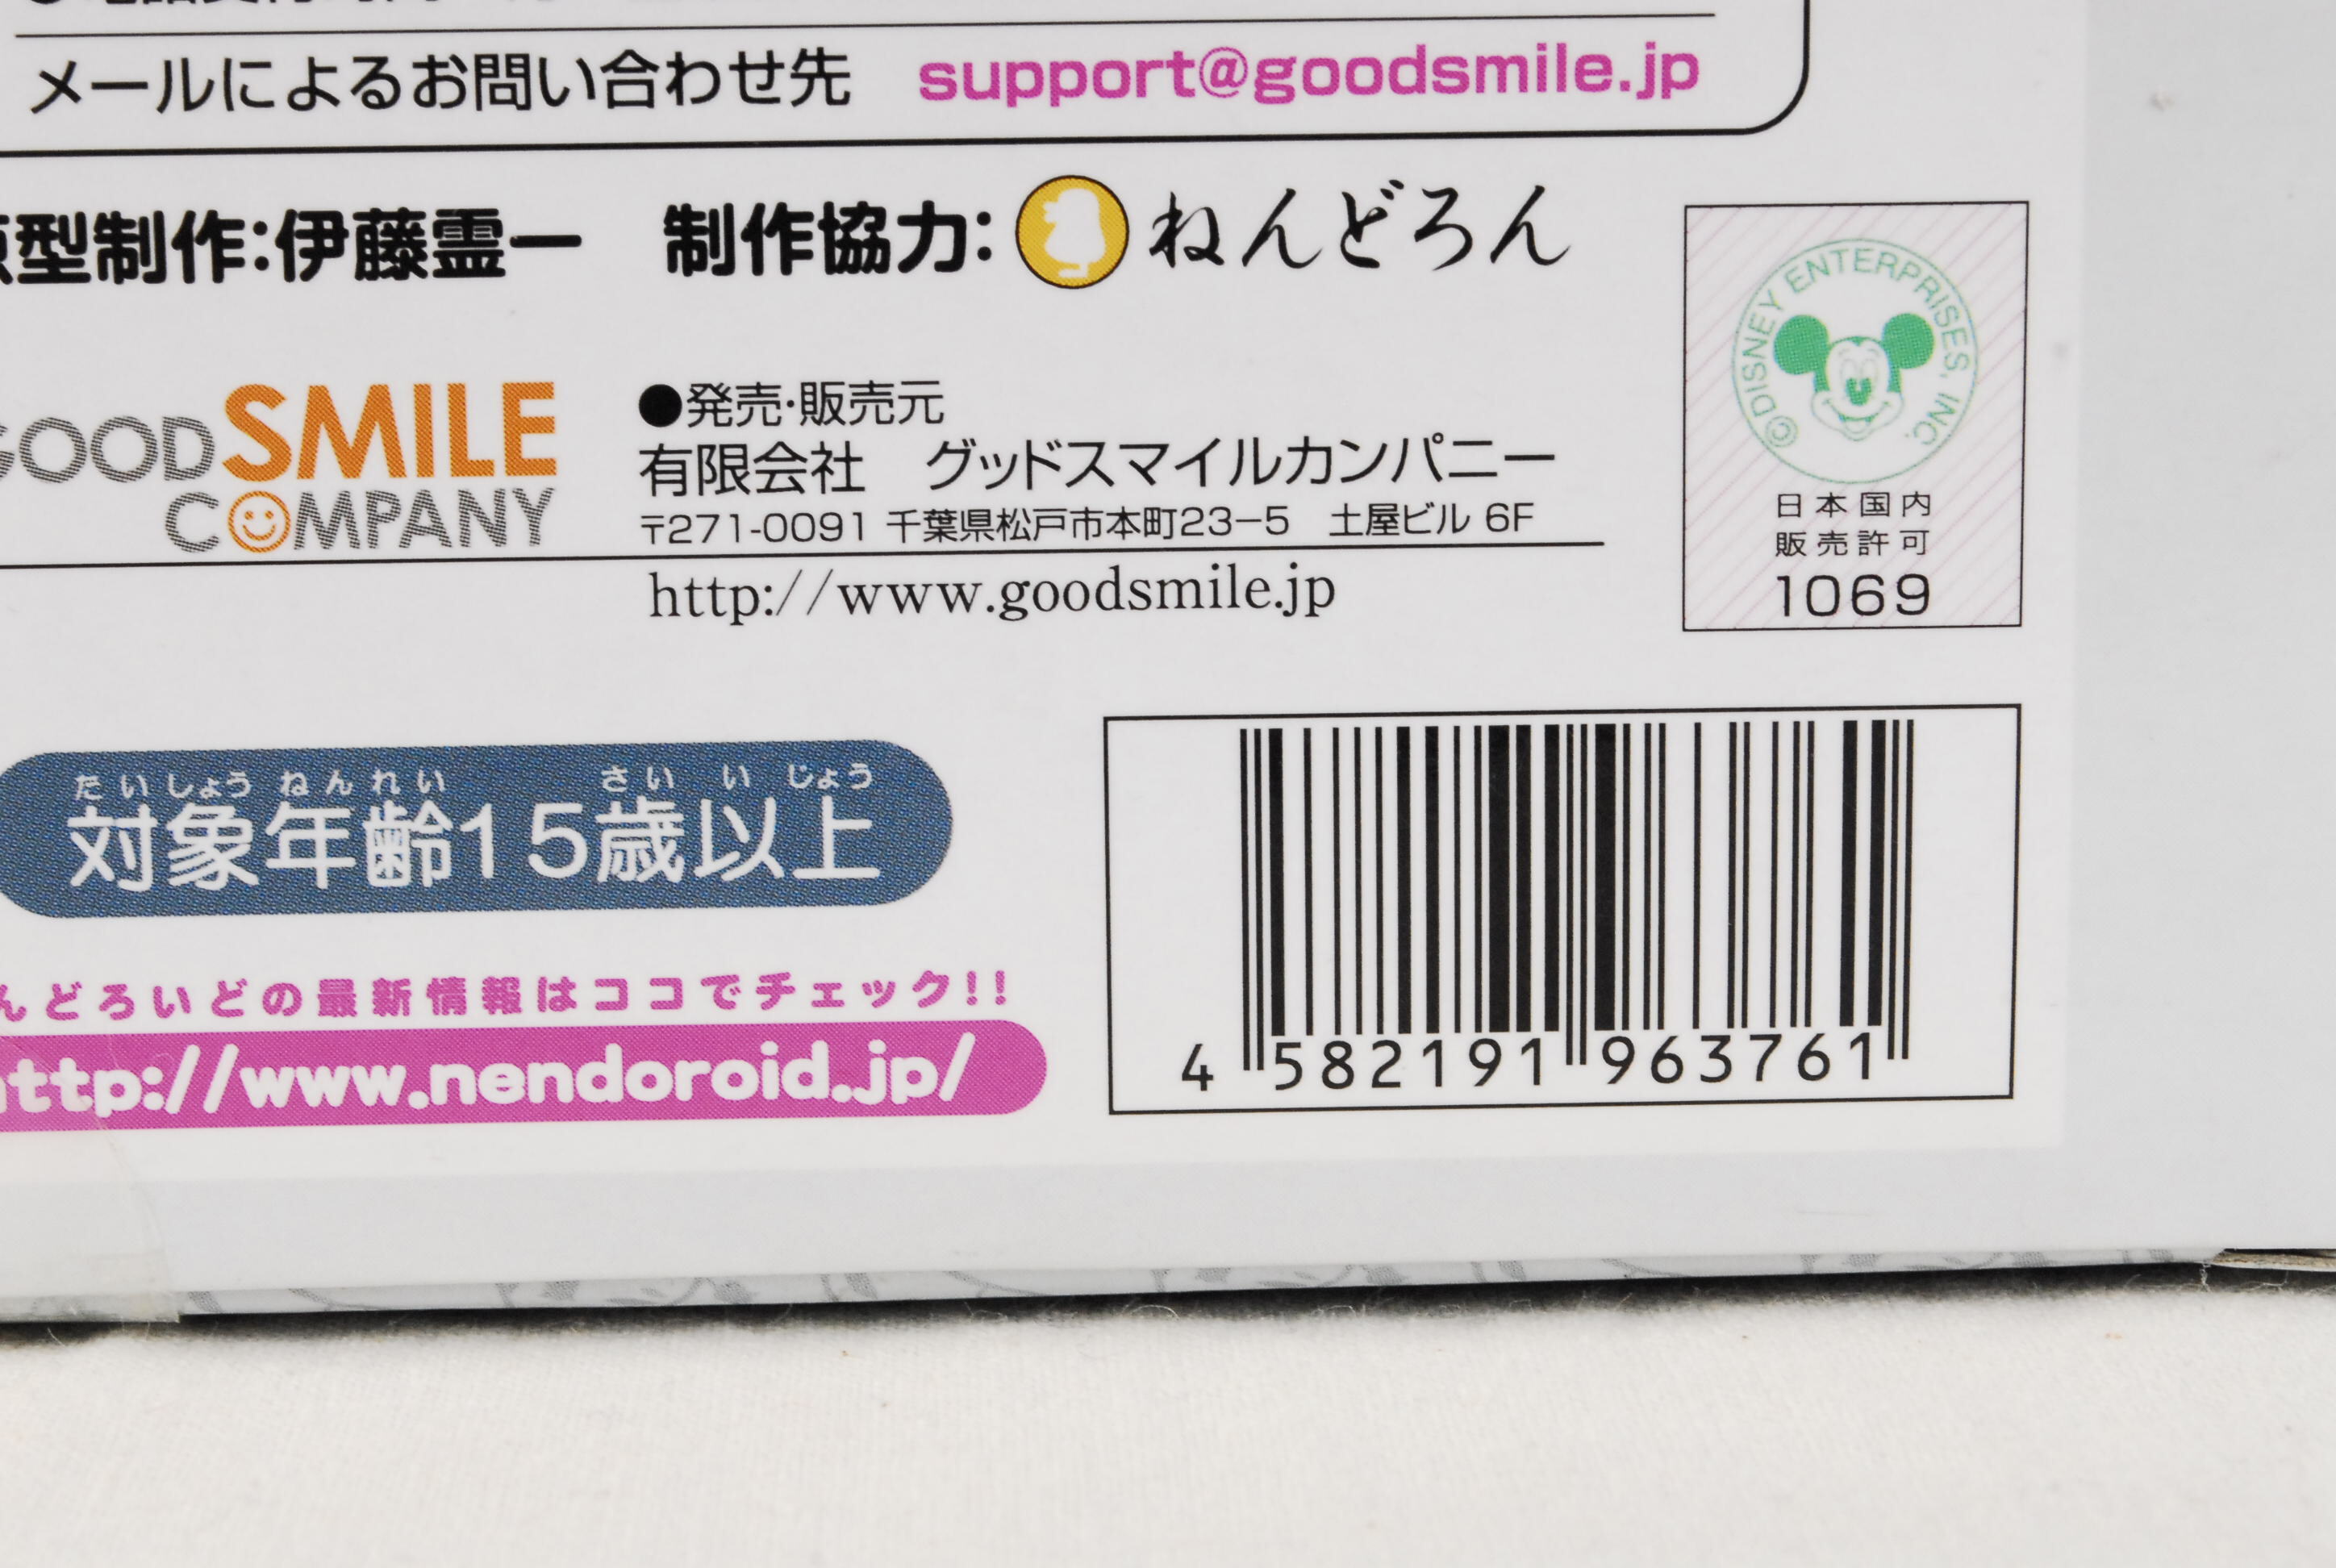 メールによるお問い合わせ先 support@goodsmile.jp
型制作:伊藤霊一 制作協力: ねんどろん
GOOD SMILE
COMPANY
●発売・販売元
有限会社 グッドスマイルカンパニー
〒271-0091 千葉県松戸市本町23−5 土屋ビル 6F
http://www.goodsmile.jp
©DISNEY ENTERPRISES, INC.
日本国内
販売許可
1069
たいしょうねんれい さいいじょう
対象年齢15歳以上
んどろいどの最新情報はココでチェック!!
http://www.nendoroid.jp/
4 582191 963761